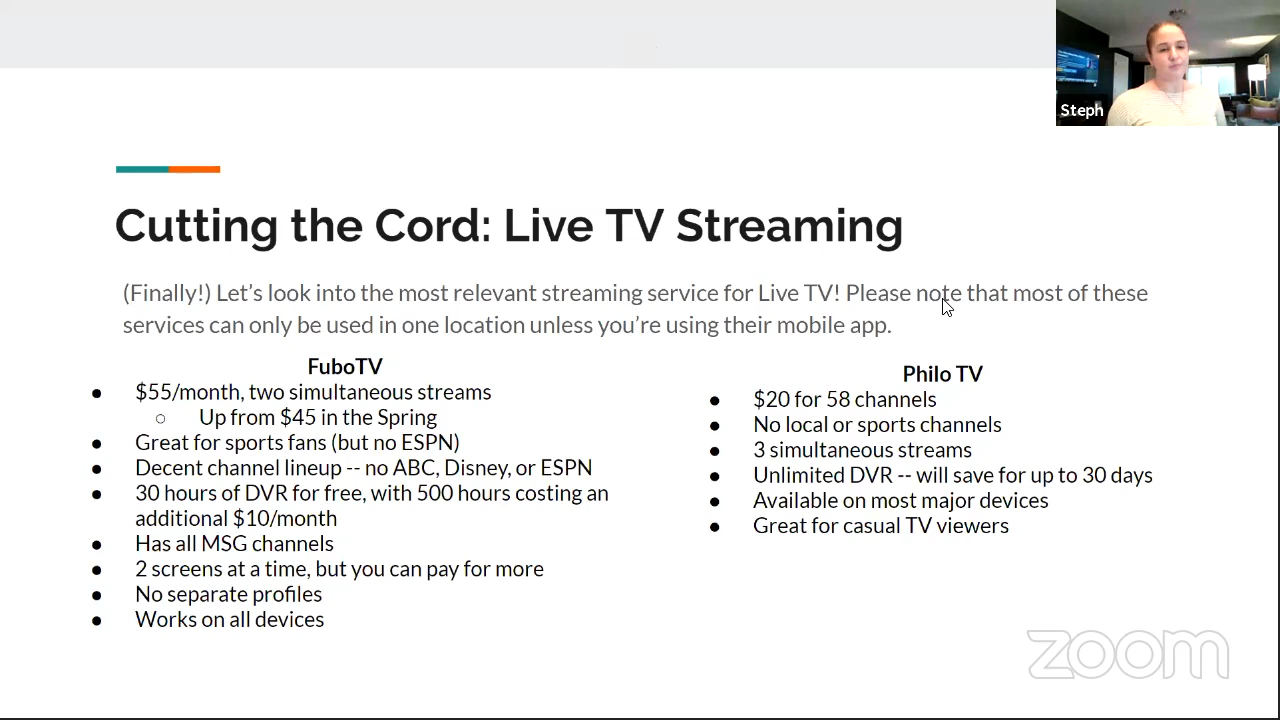 Steph
Cutting the Cord: Live TV Streaming
(Finally!) Let's look into the most relevant streaming service for Live TV! Please note that most of these
services can only be used in one location unless you're using their mobile app.
FuboTV
● $55/month, two simultaneous streams
○ Up from $45 in the Spring
● Great for sports fans (but no ESPN)
● Decent channel lineup -- no ABC, Disney, or ESPN
● 30 hours of DVR for free, with 500 hours costing an
additional $10/month
● Has all MSG channels
● 2 screens at a time, but you can pay for more
● No separate profiles
● Works on all devices
Philo TV
● $20 for 58 channels
● No local or sports channels
● 3 simultaneous streams
● Unlimited DVR -- will save for up to 30 days
● Available on most major devices
● Great for casual TV viewers
zoom